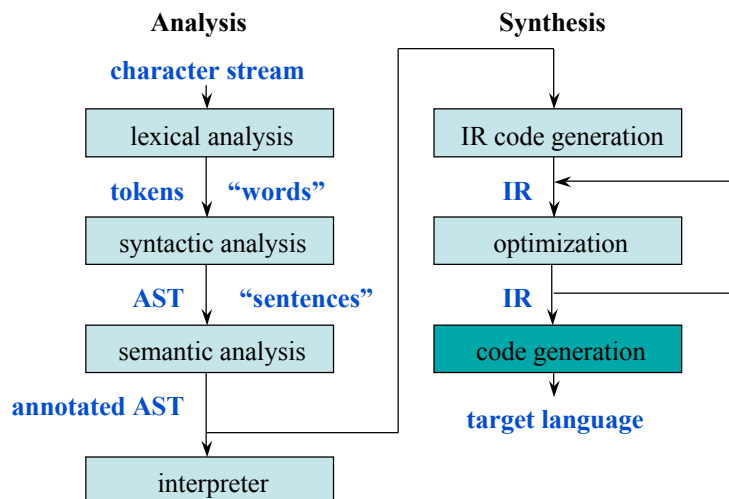 Analysis
character stream
lexical analysis
tokens “words”
syntactic analysis
AST “sentences”
semantic analysis
annotated AST
interpreter
Synthesis
IR code generation
IR
optimization
IR
code generation
target language